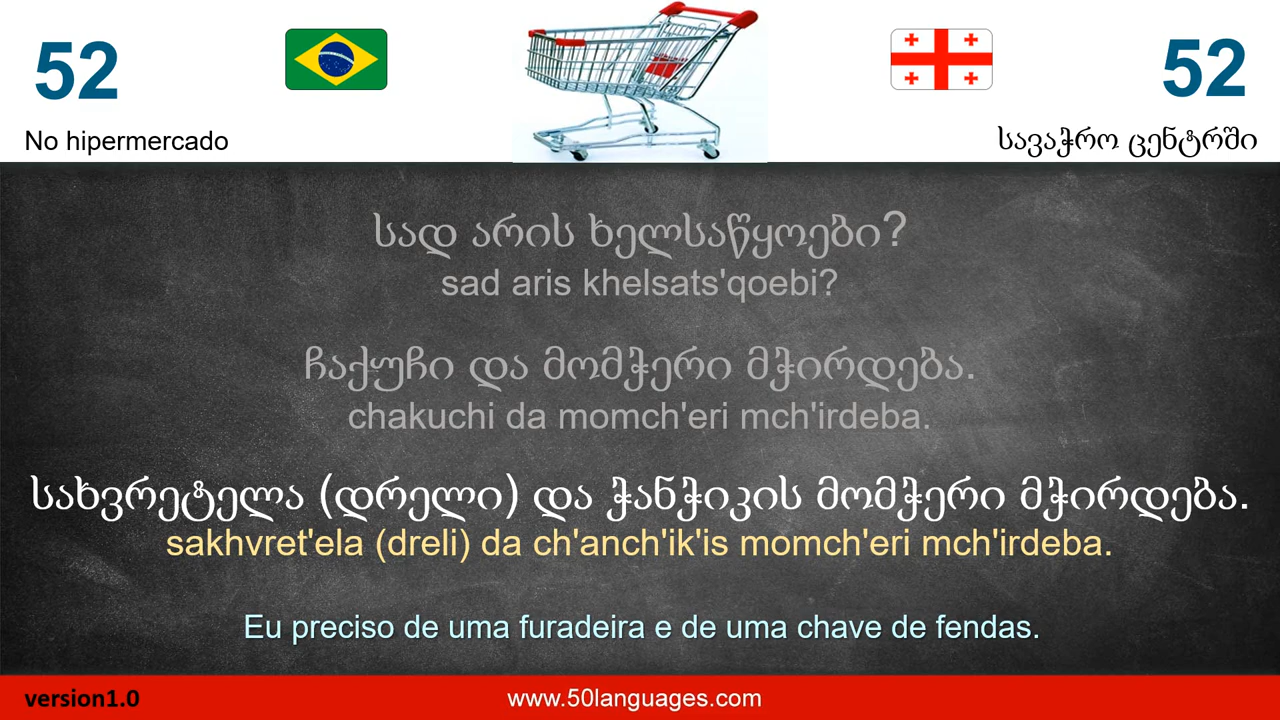 52
52
No hipermercado
სავაჭრო ცენტრში
სად არის ხელსაწყოები?
sad aris khelsats'qoebi?
ჩაქუჩი და მომჭერი მჭირდება.
chakuchi da momch'eri mch'irdeba.
სახვრეტელა (დრელი) და ჭანჭიკის მომჭერი მჭირდება.
sakhvret'ela (dreli) da ch'anch'ik'is momch'eri mch'irdeba.
Eu preciso de uma furadeira e de uma chave de fendas.
version1.0
www.50languages.com